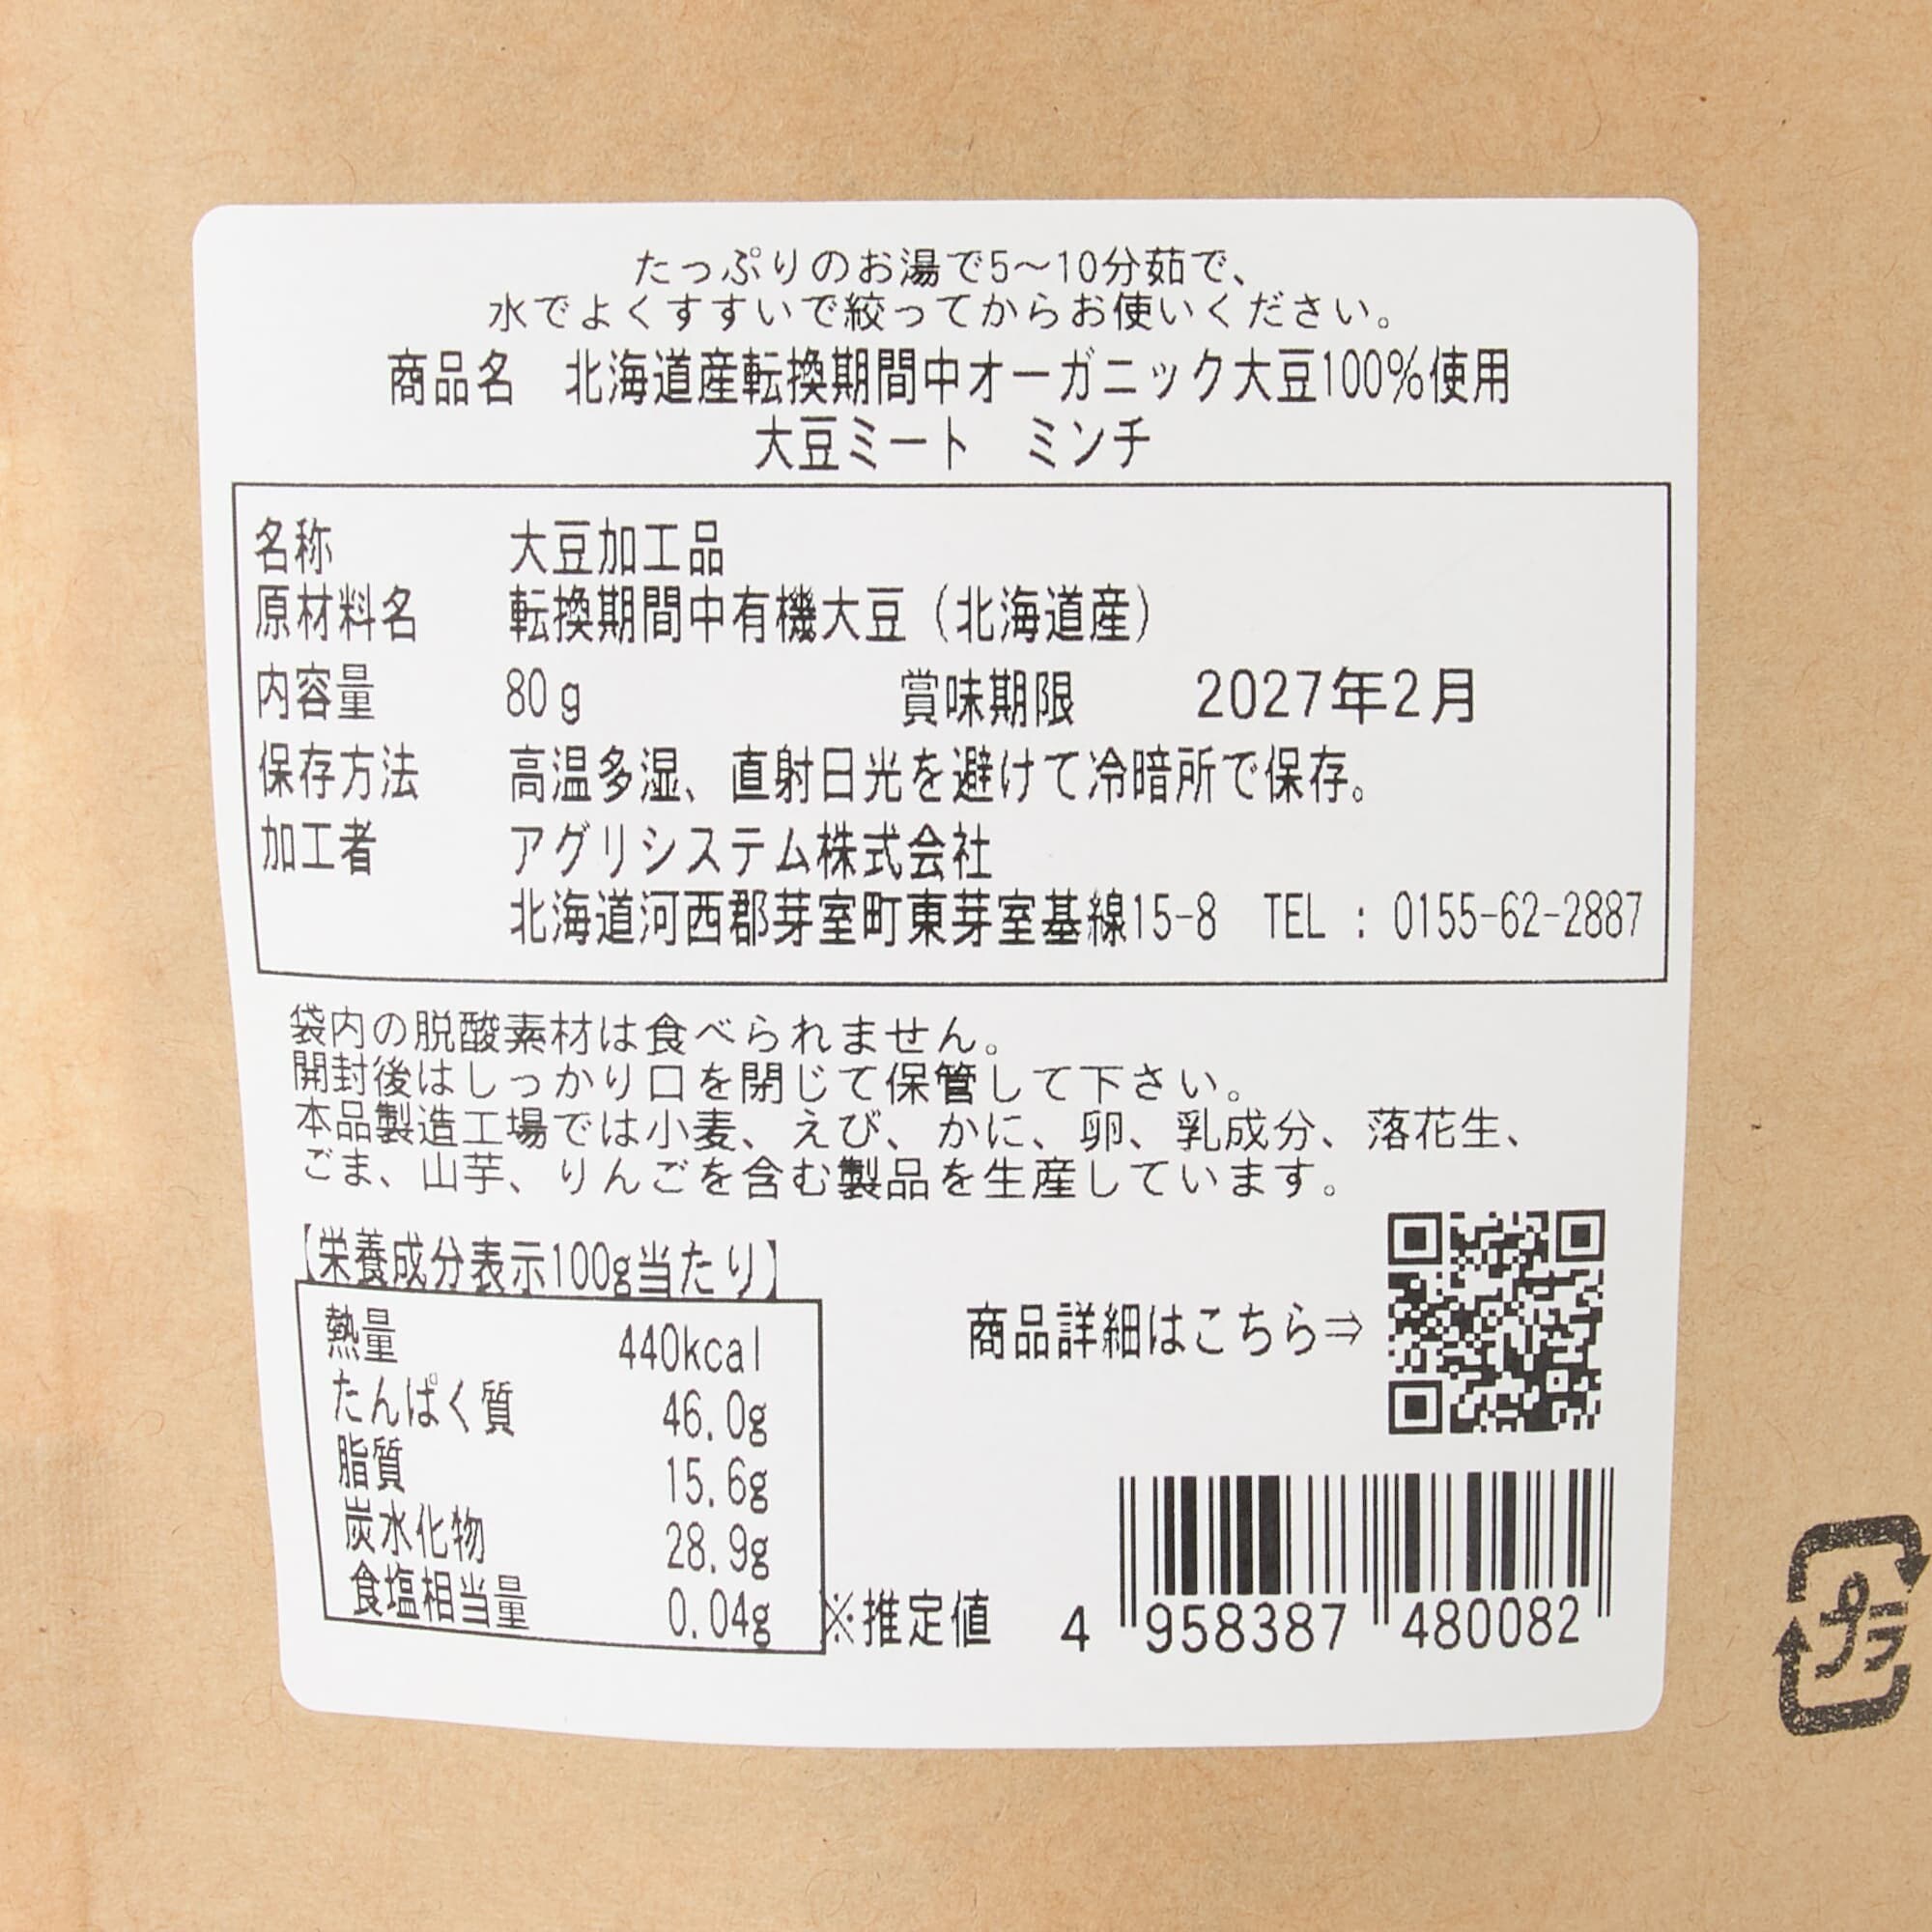 たっぷりのお湯で5～10分茹で、
水でよくすすいで絞ってからお使いください。
商品名　北海道産転換期間中オーガニック大豆100%使用
大豆ミート　ミンチ
名称　大豆加工品
原材料名　転換期間中有機大豆（北海道産）
内容量　80g　賞味期限　2027年2月
保存方法　高温多湿、直射日光を避けて冷暗所で保存。
加工者　アグリシステム株式会社
北海道河西郡芽室町東芽室基線15-8　TEL：0155-62-2887
袋内の脱酸素材は食べられません。
開封後はしっかり口を閉じて保管して下さい。
本品製造工場では小麦、えび、かに、卵、乳成分、落花生、
ごま、山芋、りんごを含む製品を生産しています。
【栄養成分表示100g当たり】
熱量　440kcal
たんぱく質　46.0g
脂質　15.6g
炭水化物　28.9g
食塩相当量　0.04g　※推定値
商品詳細はこちら⇒
4 958387 480082
プラ